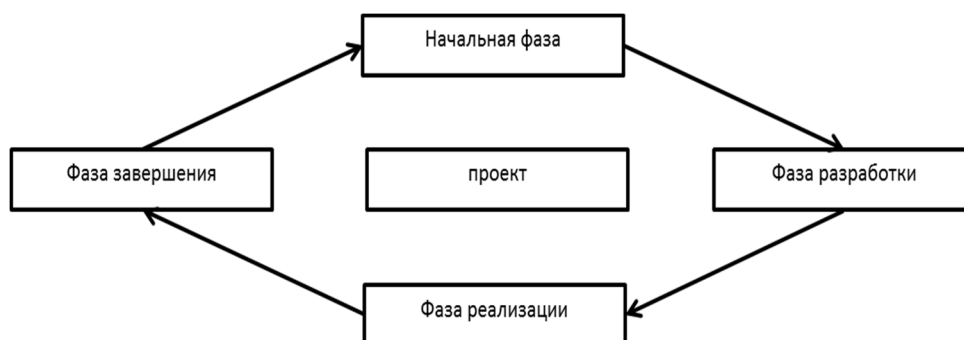 Начальная фаза
Фаза завершения
проект
Фаза разработки
Фаза реализации